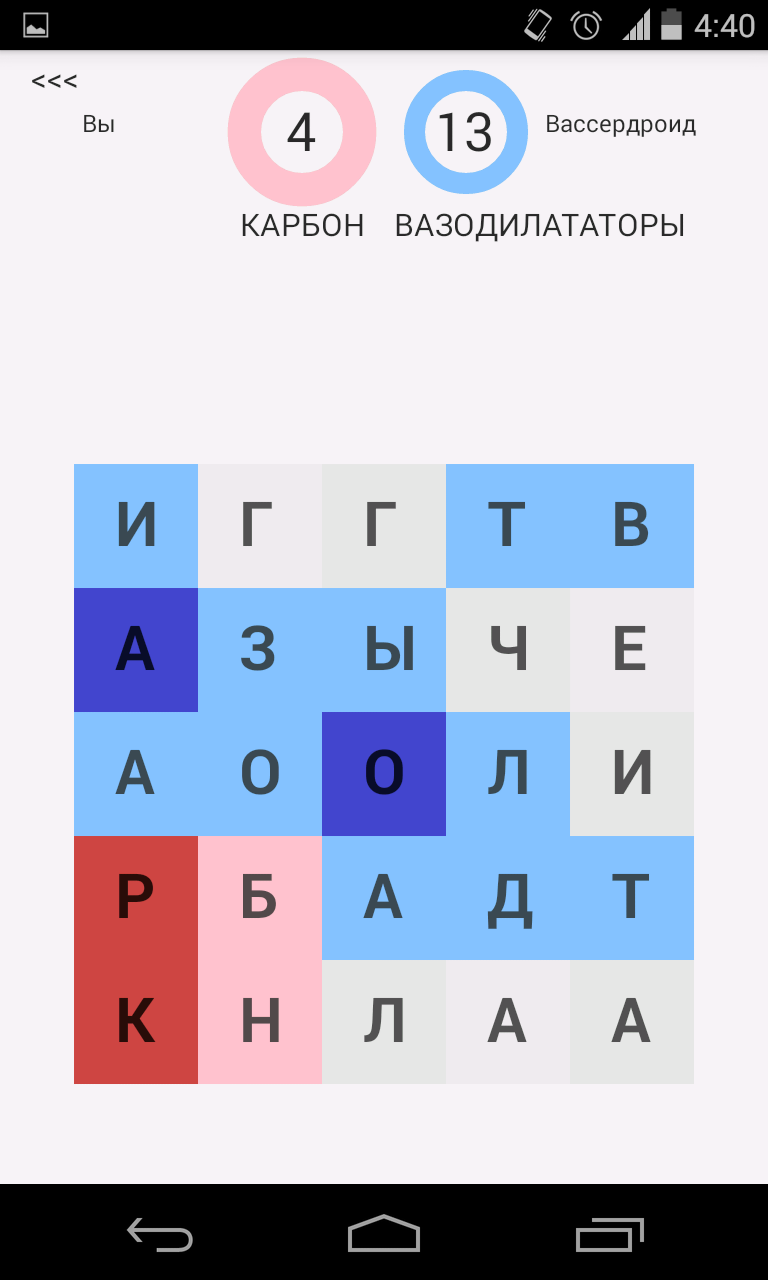 4:40
<<<
Вы 4 13 Вассердроид
КАРБОН ВАЗОДИЛАТАТОРЫ
И Г Г Т В
А З Ы Ч Е
А О О Л И
Р Б А Д Т
К Н Л А А